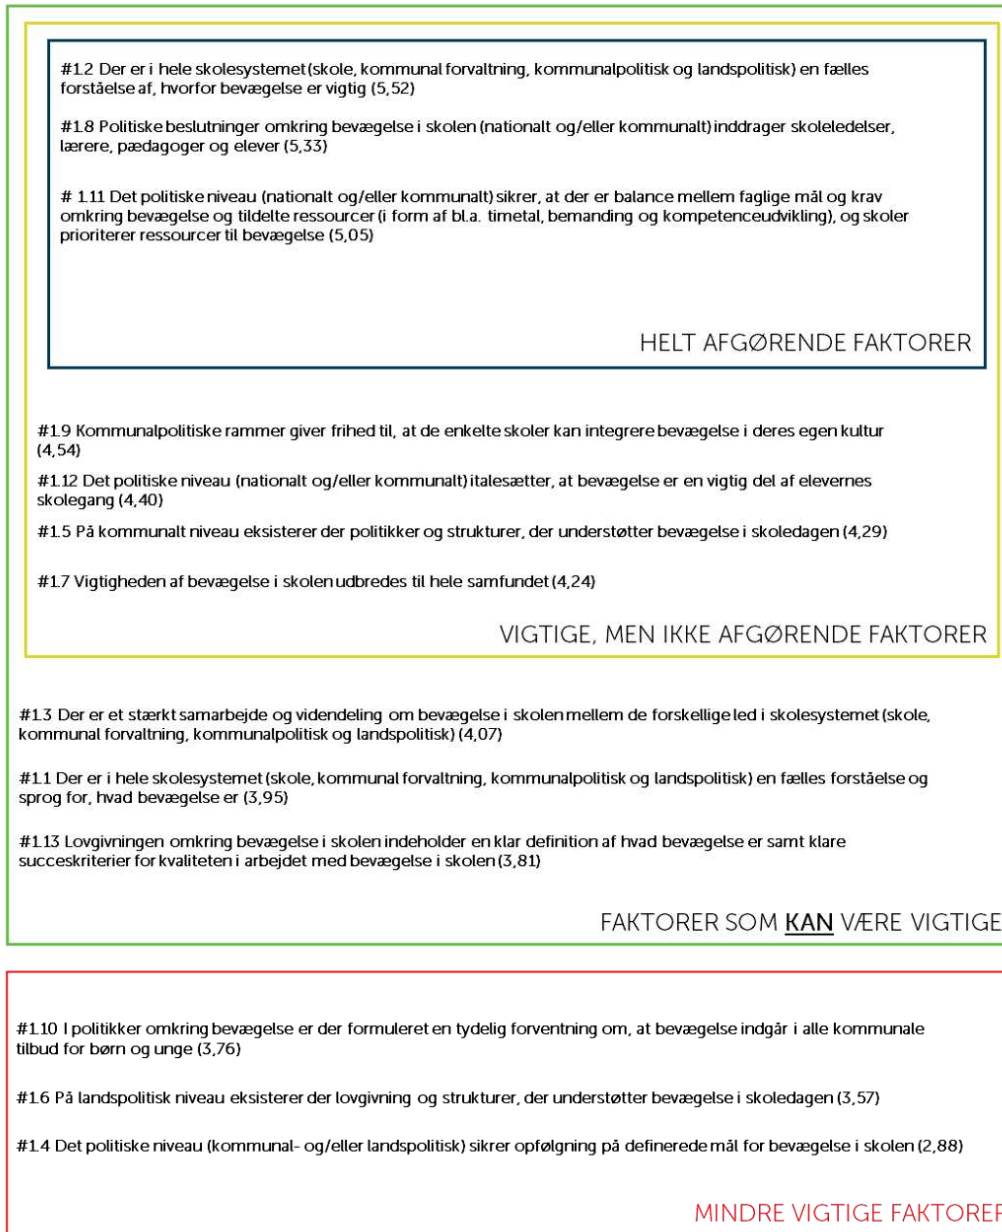 #1.2 Der er i hele skolesystemet (skole, kommunal forvaltning, kommunalpolitisk og landspolitisk) en fælles
forståelse af, hvorfor bevægelse er vigtig (5,52)
#1.8 Politiske beslutninger omkring bevægelse i skolen (nationalt og/eller kommunalt) inddrager skoleledelser,
lærere, pædagoger og elever (5,33)
# 1.11 Det politiske niveau (nationalt og/eller kommunalt) sikrer, at der er balance mellem faglige mål og krav
omkring bevægelse og tildelte ressourcer (i form af bl.a. timetal, bemanding og kompetenceudvikling), og skoler
prioriterer ressourcer til bevægelse (5,05)
HELT AFGØRENDE FAKTORER
#1.9 Kommunalpolitiske rammer giver frihed til, at de enkelte skoler kan integrere bevægelse i deres egen kultur
(4,54)
#1.12 Det politiske niveau (nationalt og/eller kommunalt) italesætter, at bevægelse er en vigtig del af elevernes
skolegang (4,40)
#1.5 På kommunalt niveau eksisterer der politikker og strukturer, der understøtter bevægelse i skoledagen (4,29)
#1.7 Vigtigheden af bevægelse i skolen udbredes til hele samfundet (4,24)
VIGTIGE, MEN IKKE AFGØRENDE FAKTORER
#1.3 Der er et stærkt samarbejde og videndeling om bevægelse i skolen mellem de forskellige led i skolesystemet (skole,
kommunal forvaltning, kommunalpolitisk og landspolitisk) (4,07)
#1.1 Der er i hele skolesystemet (skole, kommunal forvaltning, kommunalpolitisk og landspolitisk) en fælles forståelse og
sprog for, hvad bevægelse er (3,95)
#1.13 Lovgivningen omkring bevægelse i skolen indeholder en klar definition af hvad bevægelse er samt klare
succeskriterier for kvaliteten i arbejdet med bevægelse i skolen (3,81)
FAKTORER SOM KAN VÆRE VIGTIGE
#1.10 I politikker omkring bevægelse er der formuleret en tydelig forventning om, at bevægelse indgår i alle kommunale
tilbud for børn og unge (3,76)
#1.6 På landspolitisk niveau eksisterer der lovgivning og strukturer, der understøtter bevægelse i skoledagen (3,57)
#1.4 Det politiske niveau (kommunal- og/eller landspolitisk) sikrer opfølgning på definerede mål for bevægelse i skolen (2,88)
MINDRE VIGTIGE FAKTORER